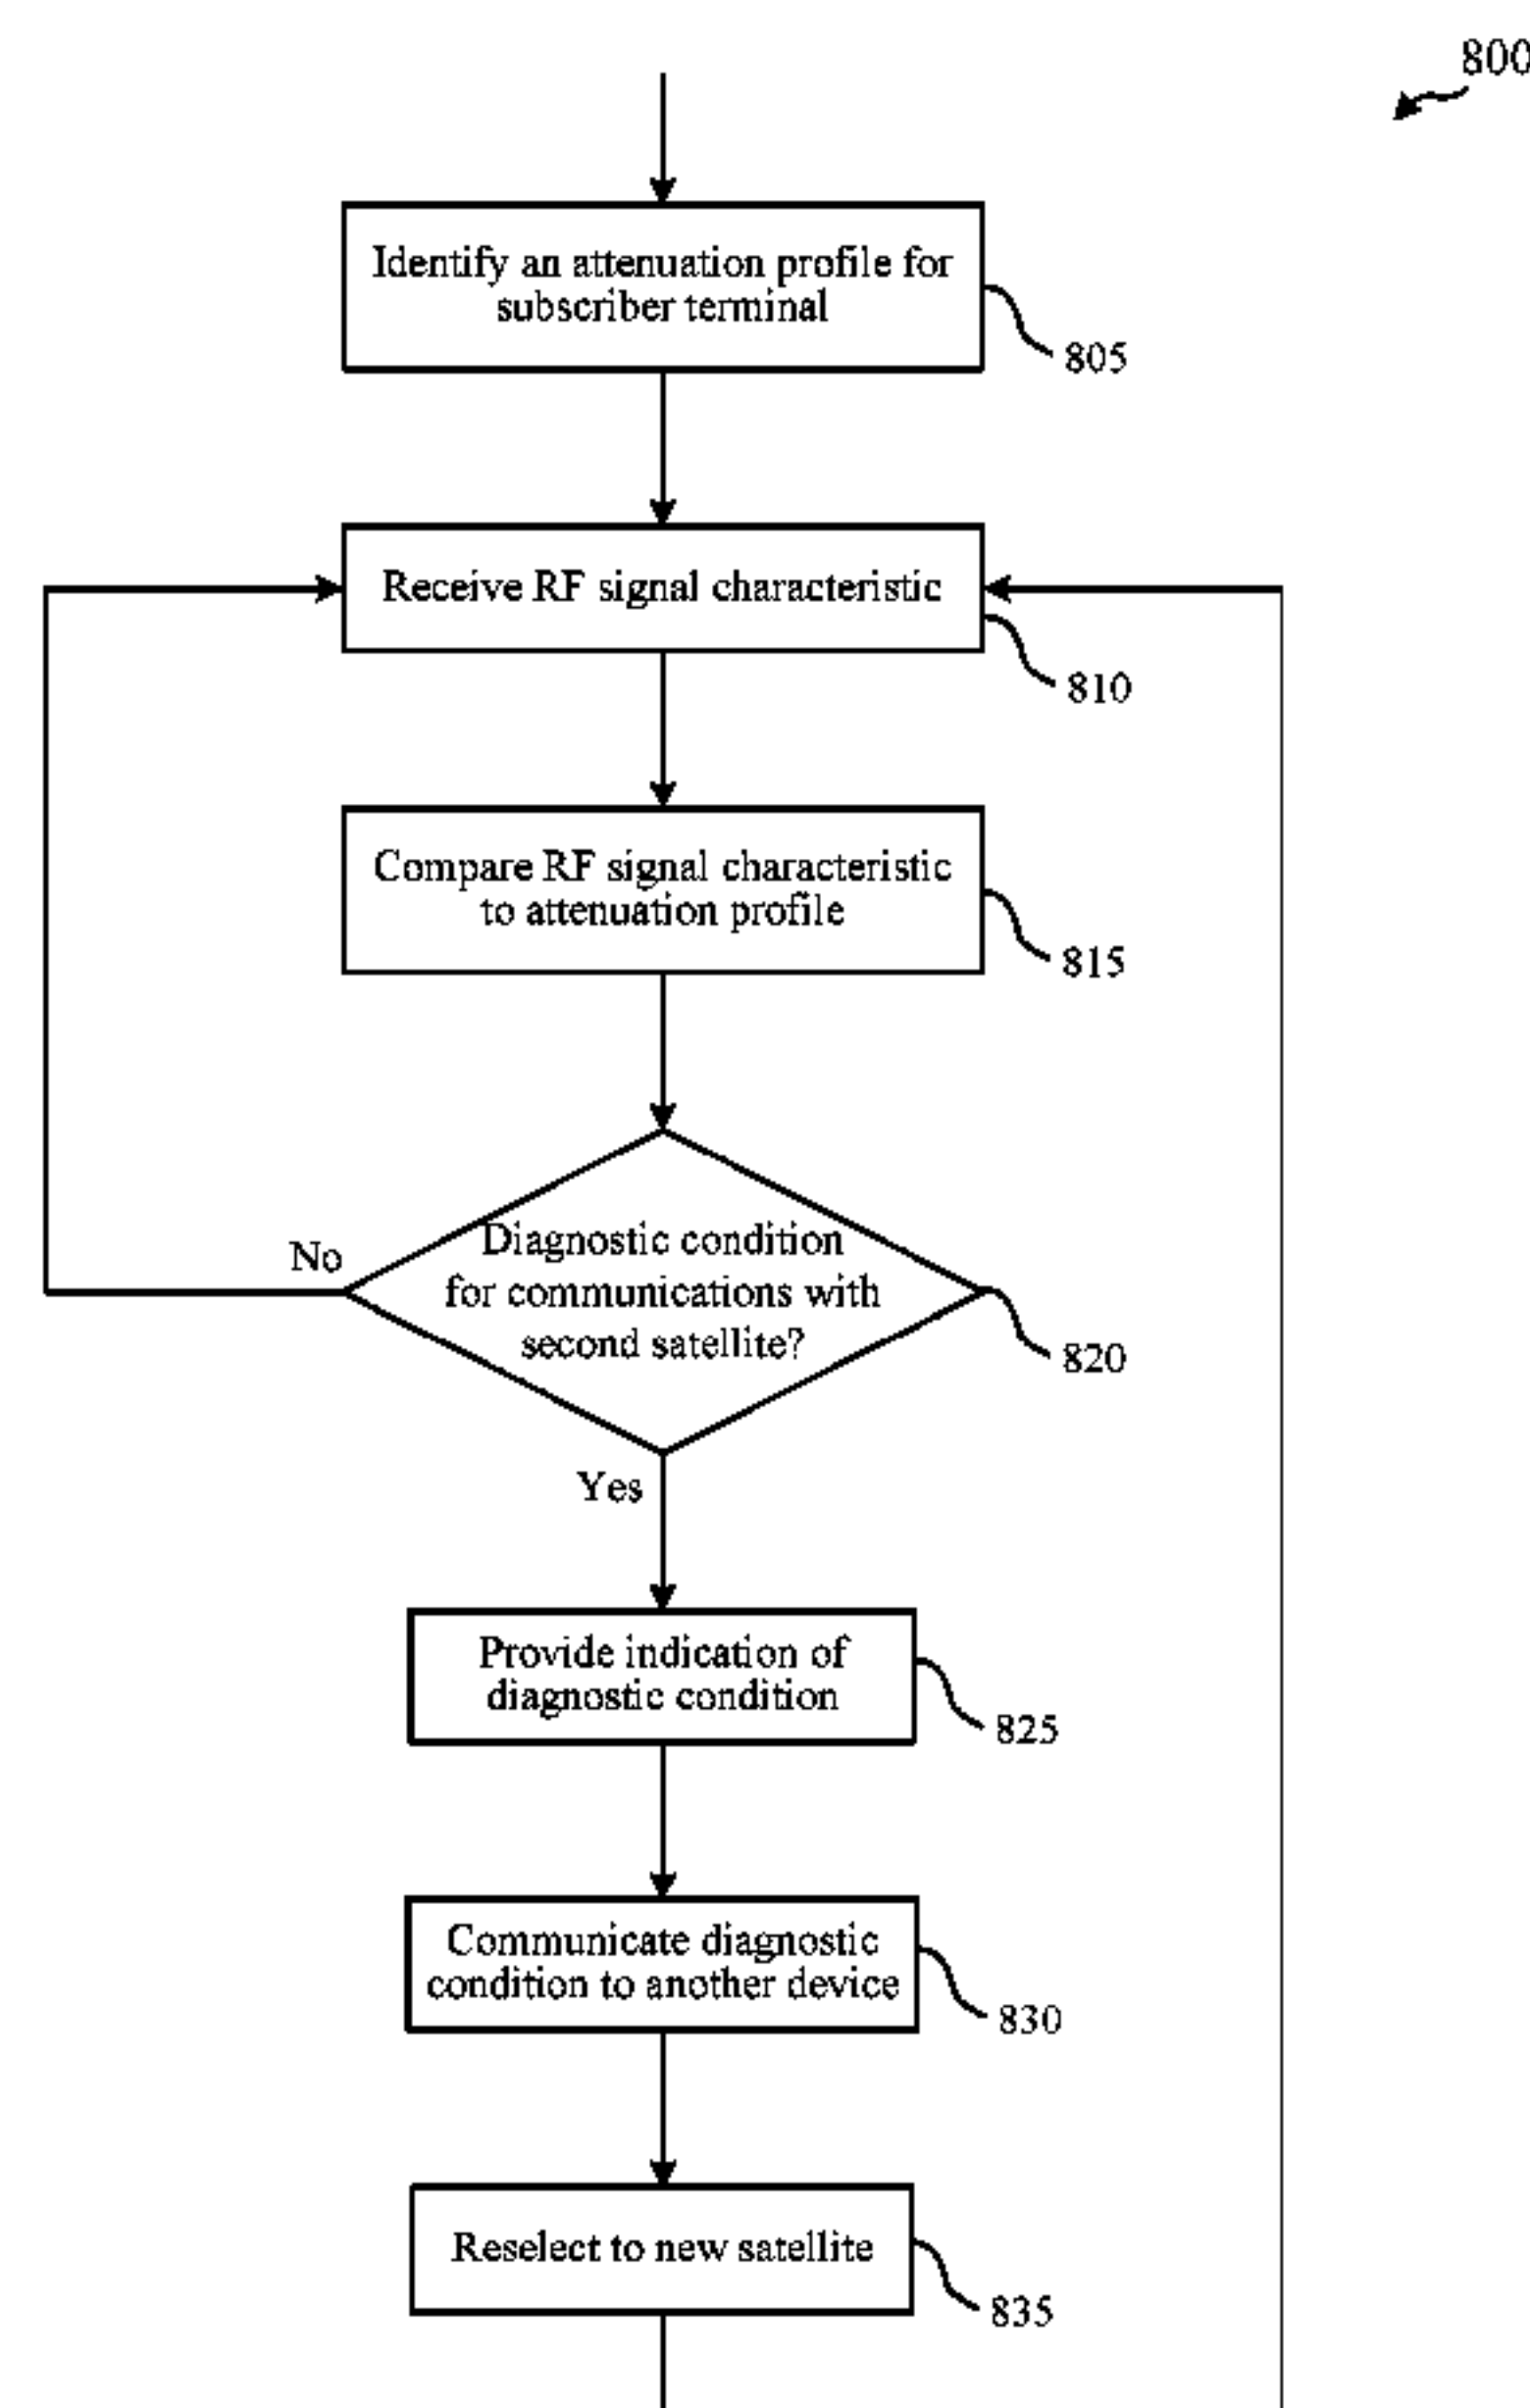 800
Identify an attenuation profile for
subscriber terminal
805
Receive RF signal characteristic
810
Compare RF signal characteristic
to attenuation profile
815
Diagnostic condition
for communications with
second satellite?
No
820
Yes
Provide indication of
diagnostic condition
825
Communicate diagnostic
condition to another device
830
Reselect to new satellite
835